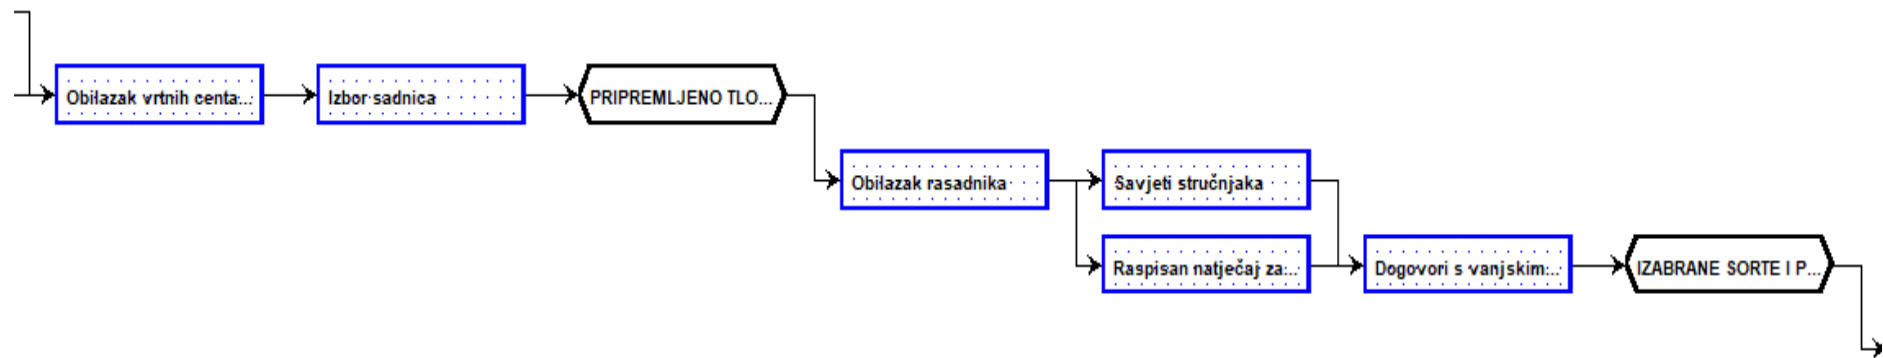 Obilazak vrtnih centa...
Izbor sadnica
PRIPREMLJENO TLO...
Obilazak rasadnika
Savjeti stručnjaka
Raspisan natječaj za...
Dogovori s vanjskim...
IZABRANE SORTE I P...